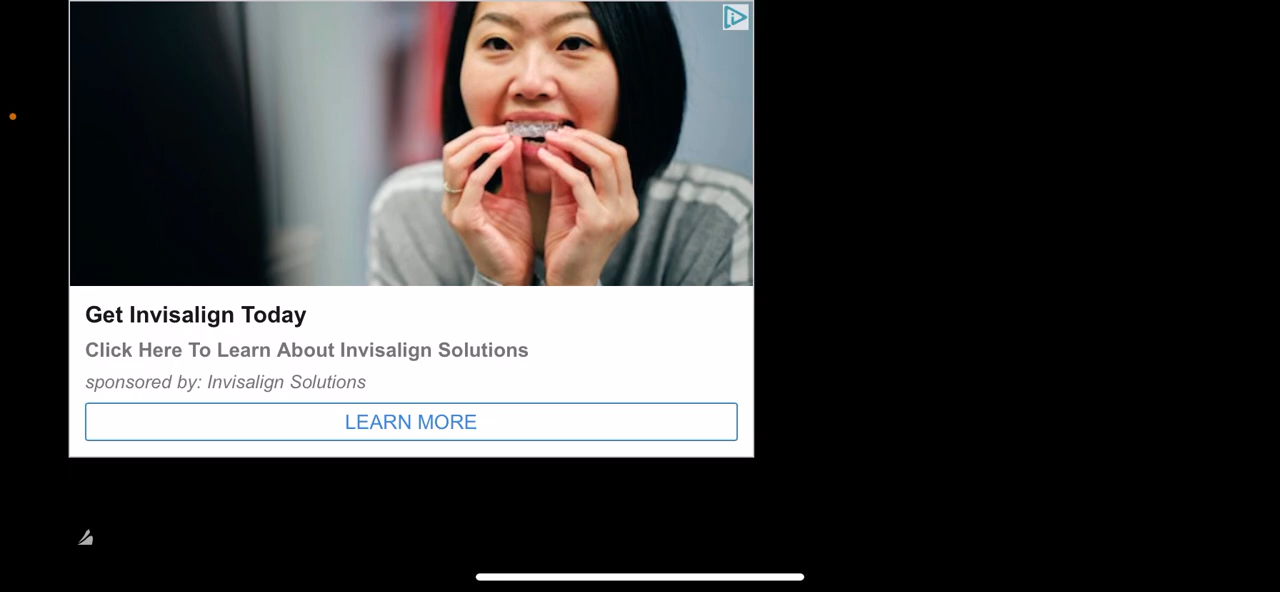 Get Invisalign Today
Click Here To Learn About Invisalign Solutions
sponsored by: Invisalign Solutions
LEARN MORE